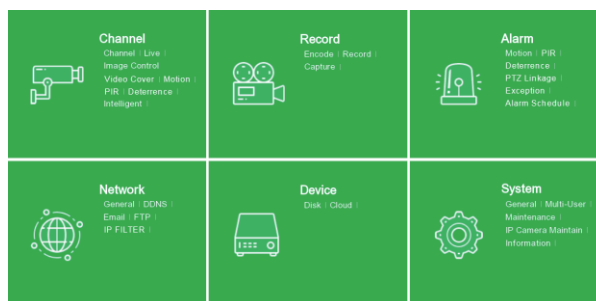 Channel
Channel | Live |
Image Control
Video Cover | Motion |
PIR | Deterrence |
Intelligent |
Record
Encode | Record |
Capture |
Alarm
Motion | PIR |
Deterrence |
PTZ Linkage |
Exception |
Alarm Schedule |
Network
General | DDNS |
Email | FTP |
IP FILTER |
Device
Disk | Cloud |
System
General | Multi-User |
Maintenance |
IP Camera Maintain |
Information |